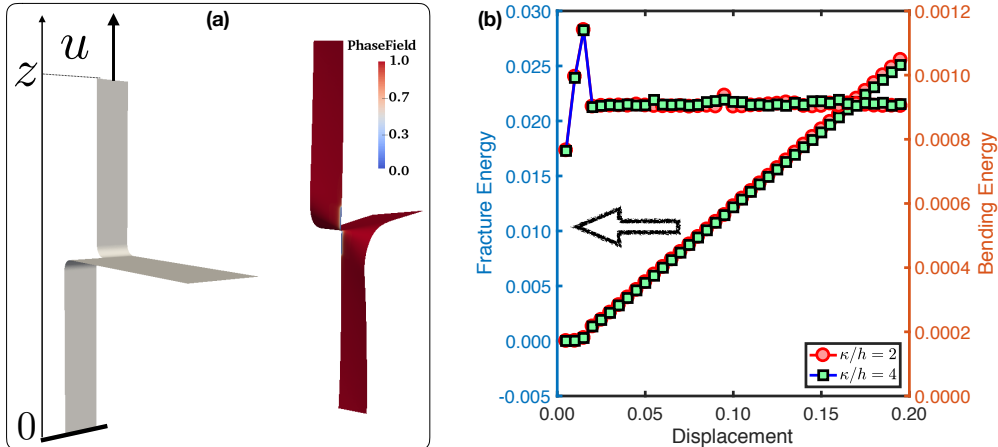 (a)
u
z
0
PhaseField
1.0
0.7
0.3
0.0
(b)
0.030
0.025
0.020
0.015
0.010
0.005
0.000
-0.005
Fracture Energy
0.0012
0.0010
0.0008
0.0006
0.0004
0.0002
0.0000
Bending Energy
κ/h = 2
κ/h = 4
0.00
0.05
0.10
0.15
0.20
Displacement